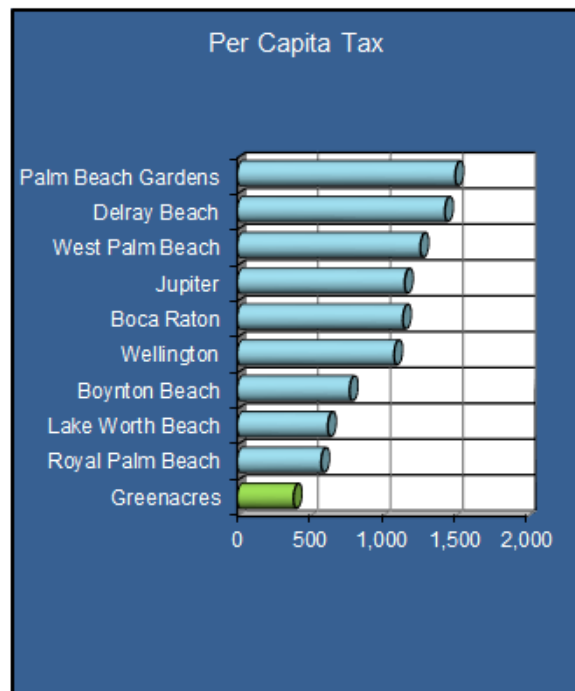 Per Capita Tax
Palm Beach Gardens
Delray Beach
West Palm Beach
Jupiter
Boca Raton
Wellington
Boynton Beach
Lake Worth Beach
Royal Palm Beach
Greenacres
0 500 1,000 1,500 2,000